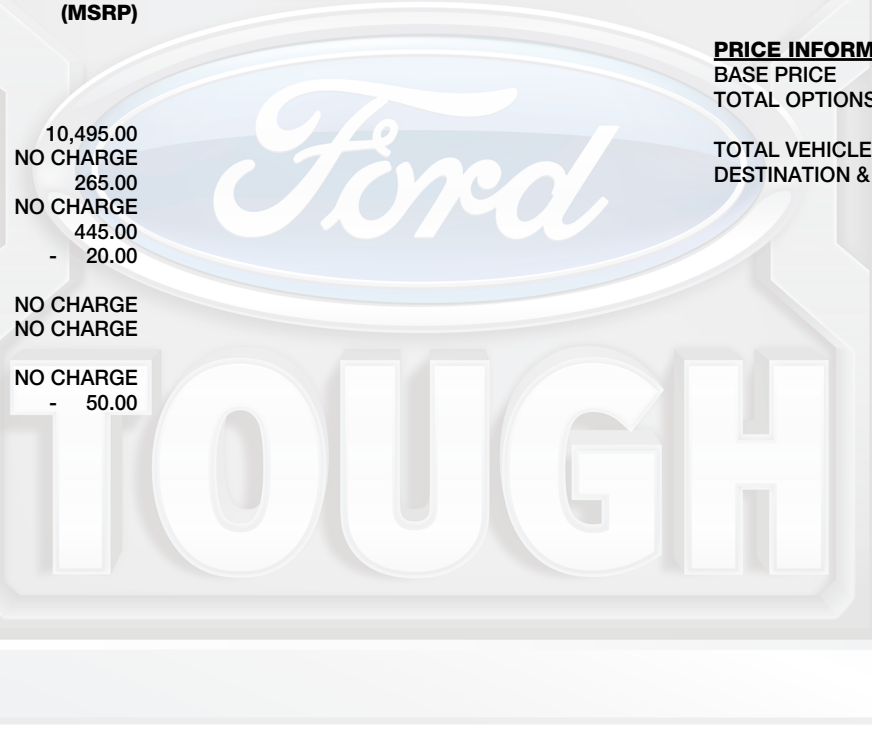 (MSRP)
10,495.00
NO CHARGE
265.00
NO CHARGE
445.00
- 20.00
NO CHARGE
NO CHARGE
NO CHARGE
- 50.00
PRICE INFORM
BASE PRICE
TOTAL OPTIONS
TOTAL VEHICLE
DESTINATION &
Ford
TOUGH